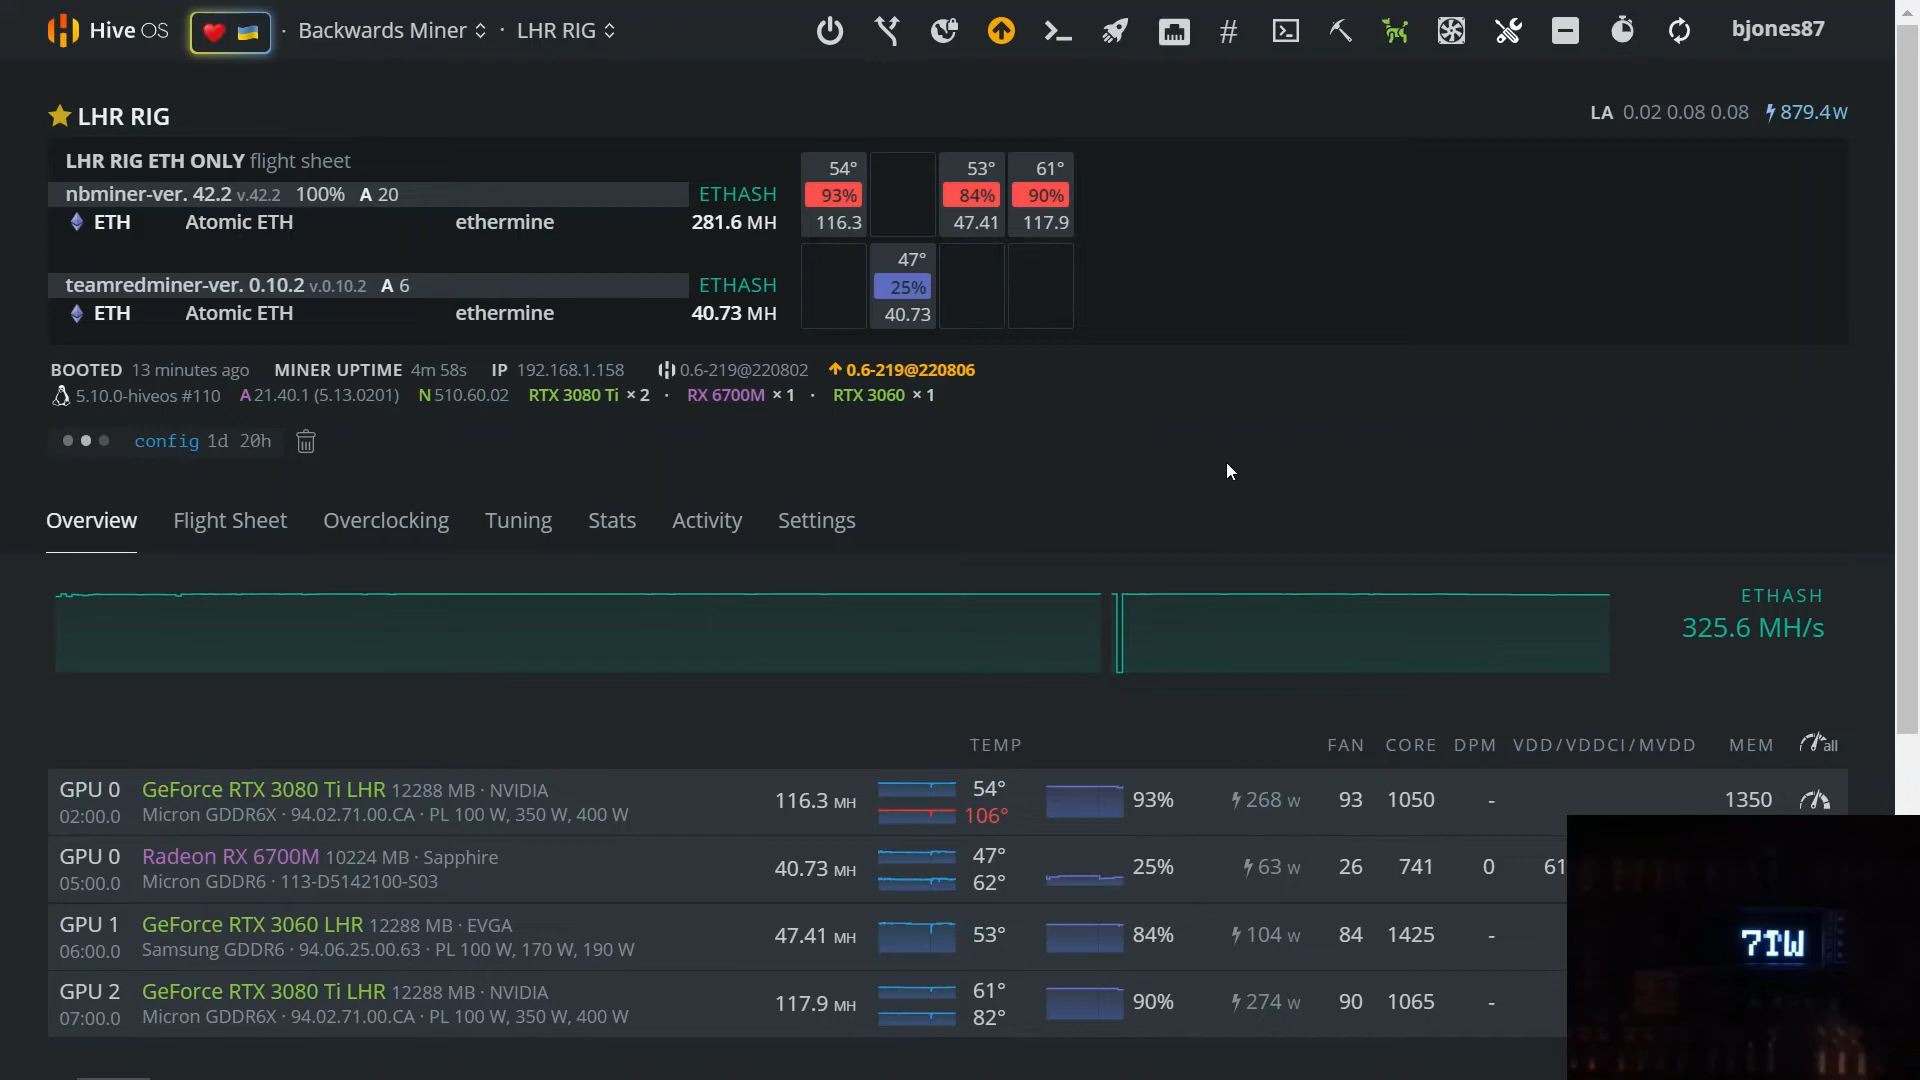 Hive OS · Backwards Miner · LHR RIG # bjones87
LHR RIG LA 0.02 0.08 0.08 879.4 W
LHR RIG ETH ONLY flight sheet
nbminer-ver. 42.2 v.42.2 100% A 20 ETHASH
ETH Atomic ETH ethermine 281.6 MH
54° 53° 61°
93% 84% 90%
116.3 47.41 117.9
teamredminer-ver. 0.10.2 v.0.10.2 A 6 ETHASH
ETH Atomic ETH ethermine 40.73 MH
47°
25%
40.73
BOOTED 13 minutes ago MINER UPTIME 4m 58s IP 192.168.1.158 0.6-219@220802 0.6-219@220806
5.10.0-hiveos #110 A 21.40.1 (5.13.0201) N 510.60.02 RTX 3080 Ti × 2 · RX 6700M × 1 · RTX 3060 × 1
config 1d 20h
Overview Flight Sheet Overclocking Tuning Stats Activity Settings
ETHASH
325.6 MH/s
TEMP FAN CORE DPM VDD/VDDCI/MVDD MEM all
GPU 0 GeForce RTX 3080 Ti LHR 12288 MB · NVIDIA 116.3 MH 54° 93% 268 W 93 1050 - 1350
02:00.0 Micron GDDR6X · 94.02.71.00.CA · PL 100 W, 350 W, 400 W 106°
GPU 0 Radeon RX 6700M 10224 MB · Sapphire 40.73 MH 47° 25% 63 W 26 741 0 61
05:00.0 Micron GDDR6 · 113-D5142100-S03 62°
GPU 1 GeForce RTX 3060 LHR 12288 MB · EVGA 47.41 MH 53° 84% 104 W 84 1425 -
06:00.0 Samsung GDDR6 · 94.06.25.00.63 · PL 100 W, 170 W, 190 W
GPU 2 GeForce RTX 3080 Ti LHR 12288 MB · NVIDIA 117.9 MH 61° 90% 274 W 90 1065 -
07:00.0 Micron GDDR6X · 94.02.71.00.CA · PL 100 W, 350 W, 400 W 82°